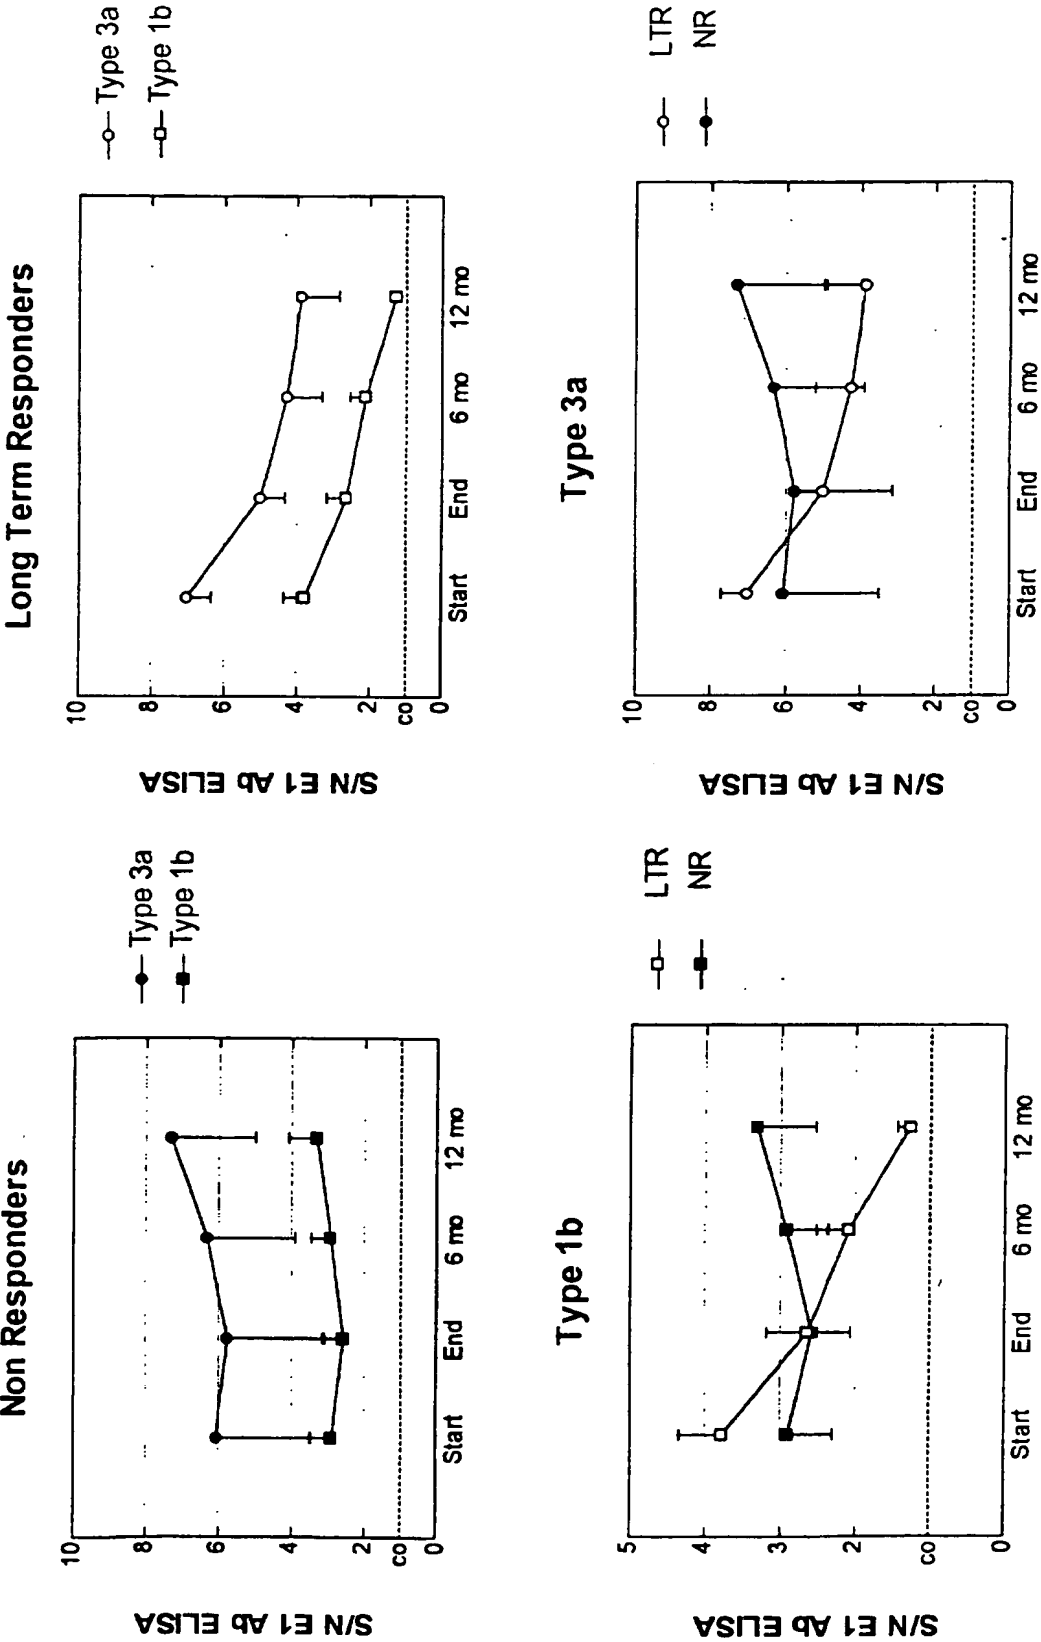 Non Responders
S/N E1 Ab ELISA
10
8
6
4
2
co
0
Start
End
6 mo
12 mo
Type 3a
Type 1b
Long Term Responders
S/N E1 Ab ELISA
10
8
6
4
2
co
0
Start
End
6 mo
12 mo
Type 3a
Type 1b
Type 1b
S/N E1 Ab ELISA
5
4
3
2
co
0
Start
End
6 mo
12 mo
LTR
NR
Type 3a
S/N E1 Ab ELISA
10
8
6
4
2
co
0
Start
End
6 mo
12 mo
LTR
NR